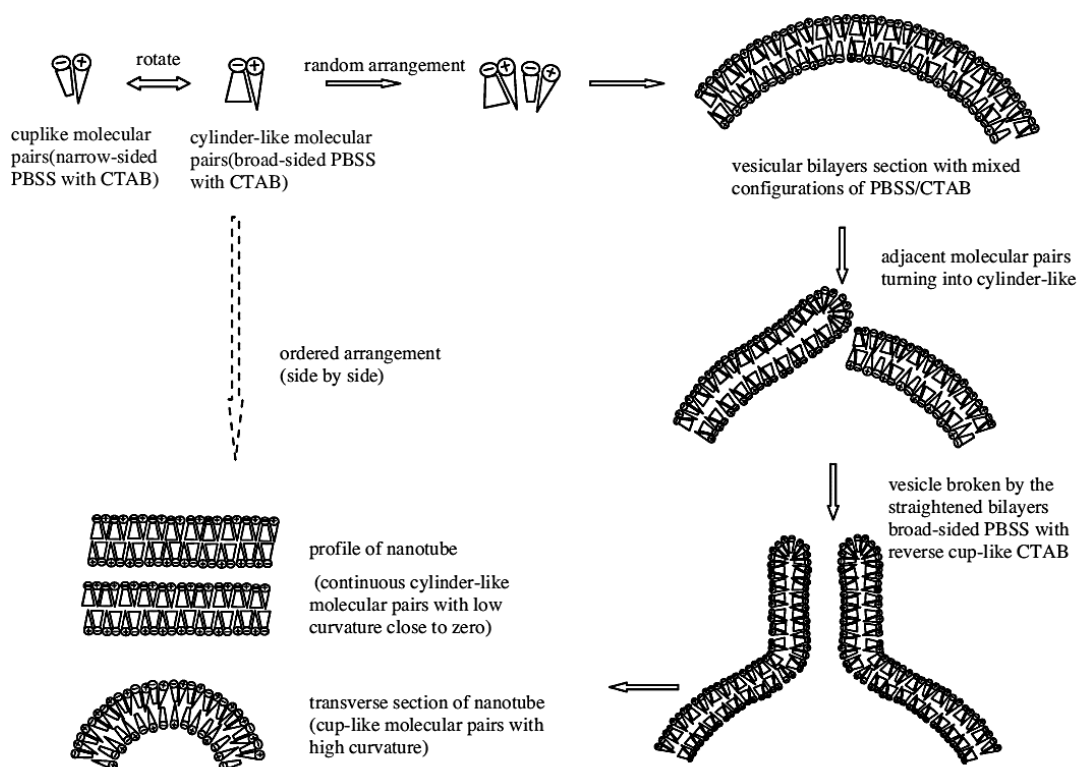 rotate
random arrangement
cuplike molecular
pairs(narrow-sided
PBSS with CTAB)
cylinder-like molecular
pairs(broad-sided PBSS
with CTAB)
vesicular bilayers section with mixed
configurations of PBSS/CTAB
adjacent molecular pairs
turning into cylinder-like
ordered arrangement
(side by side)
vesicle broken by the
straightened bilayers
broad-sided PBSS with
reverse cup-like CTAB
profile of nanotube
(continuous cylinder-like
molecular pairs with low
curvature close to zero)
transverse section of nanotube
(cup-like molecular pairs with
high curvature)